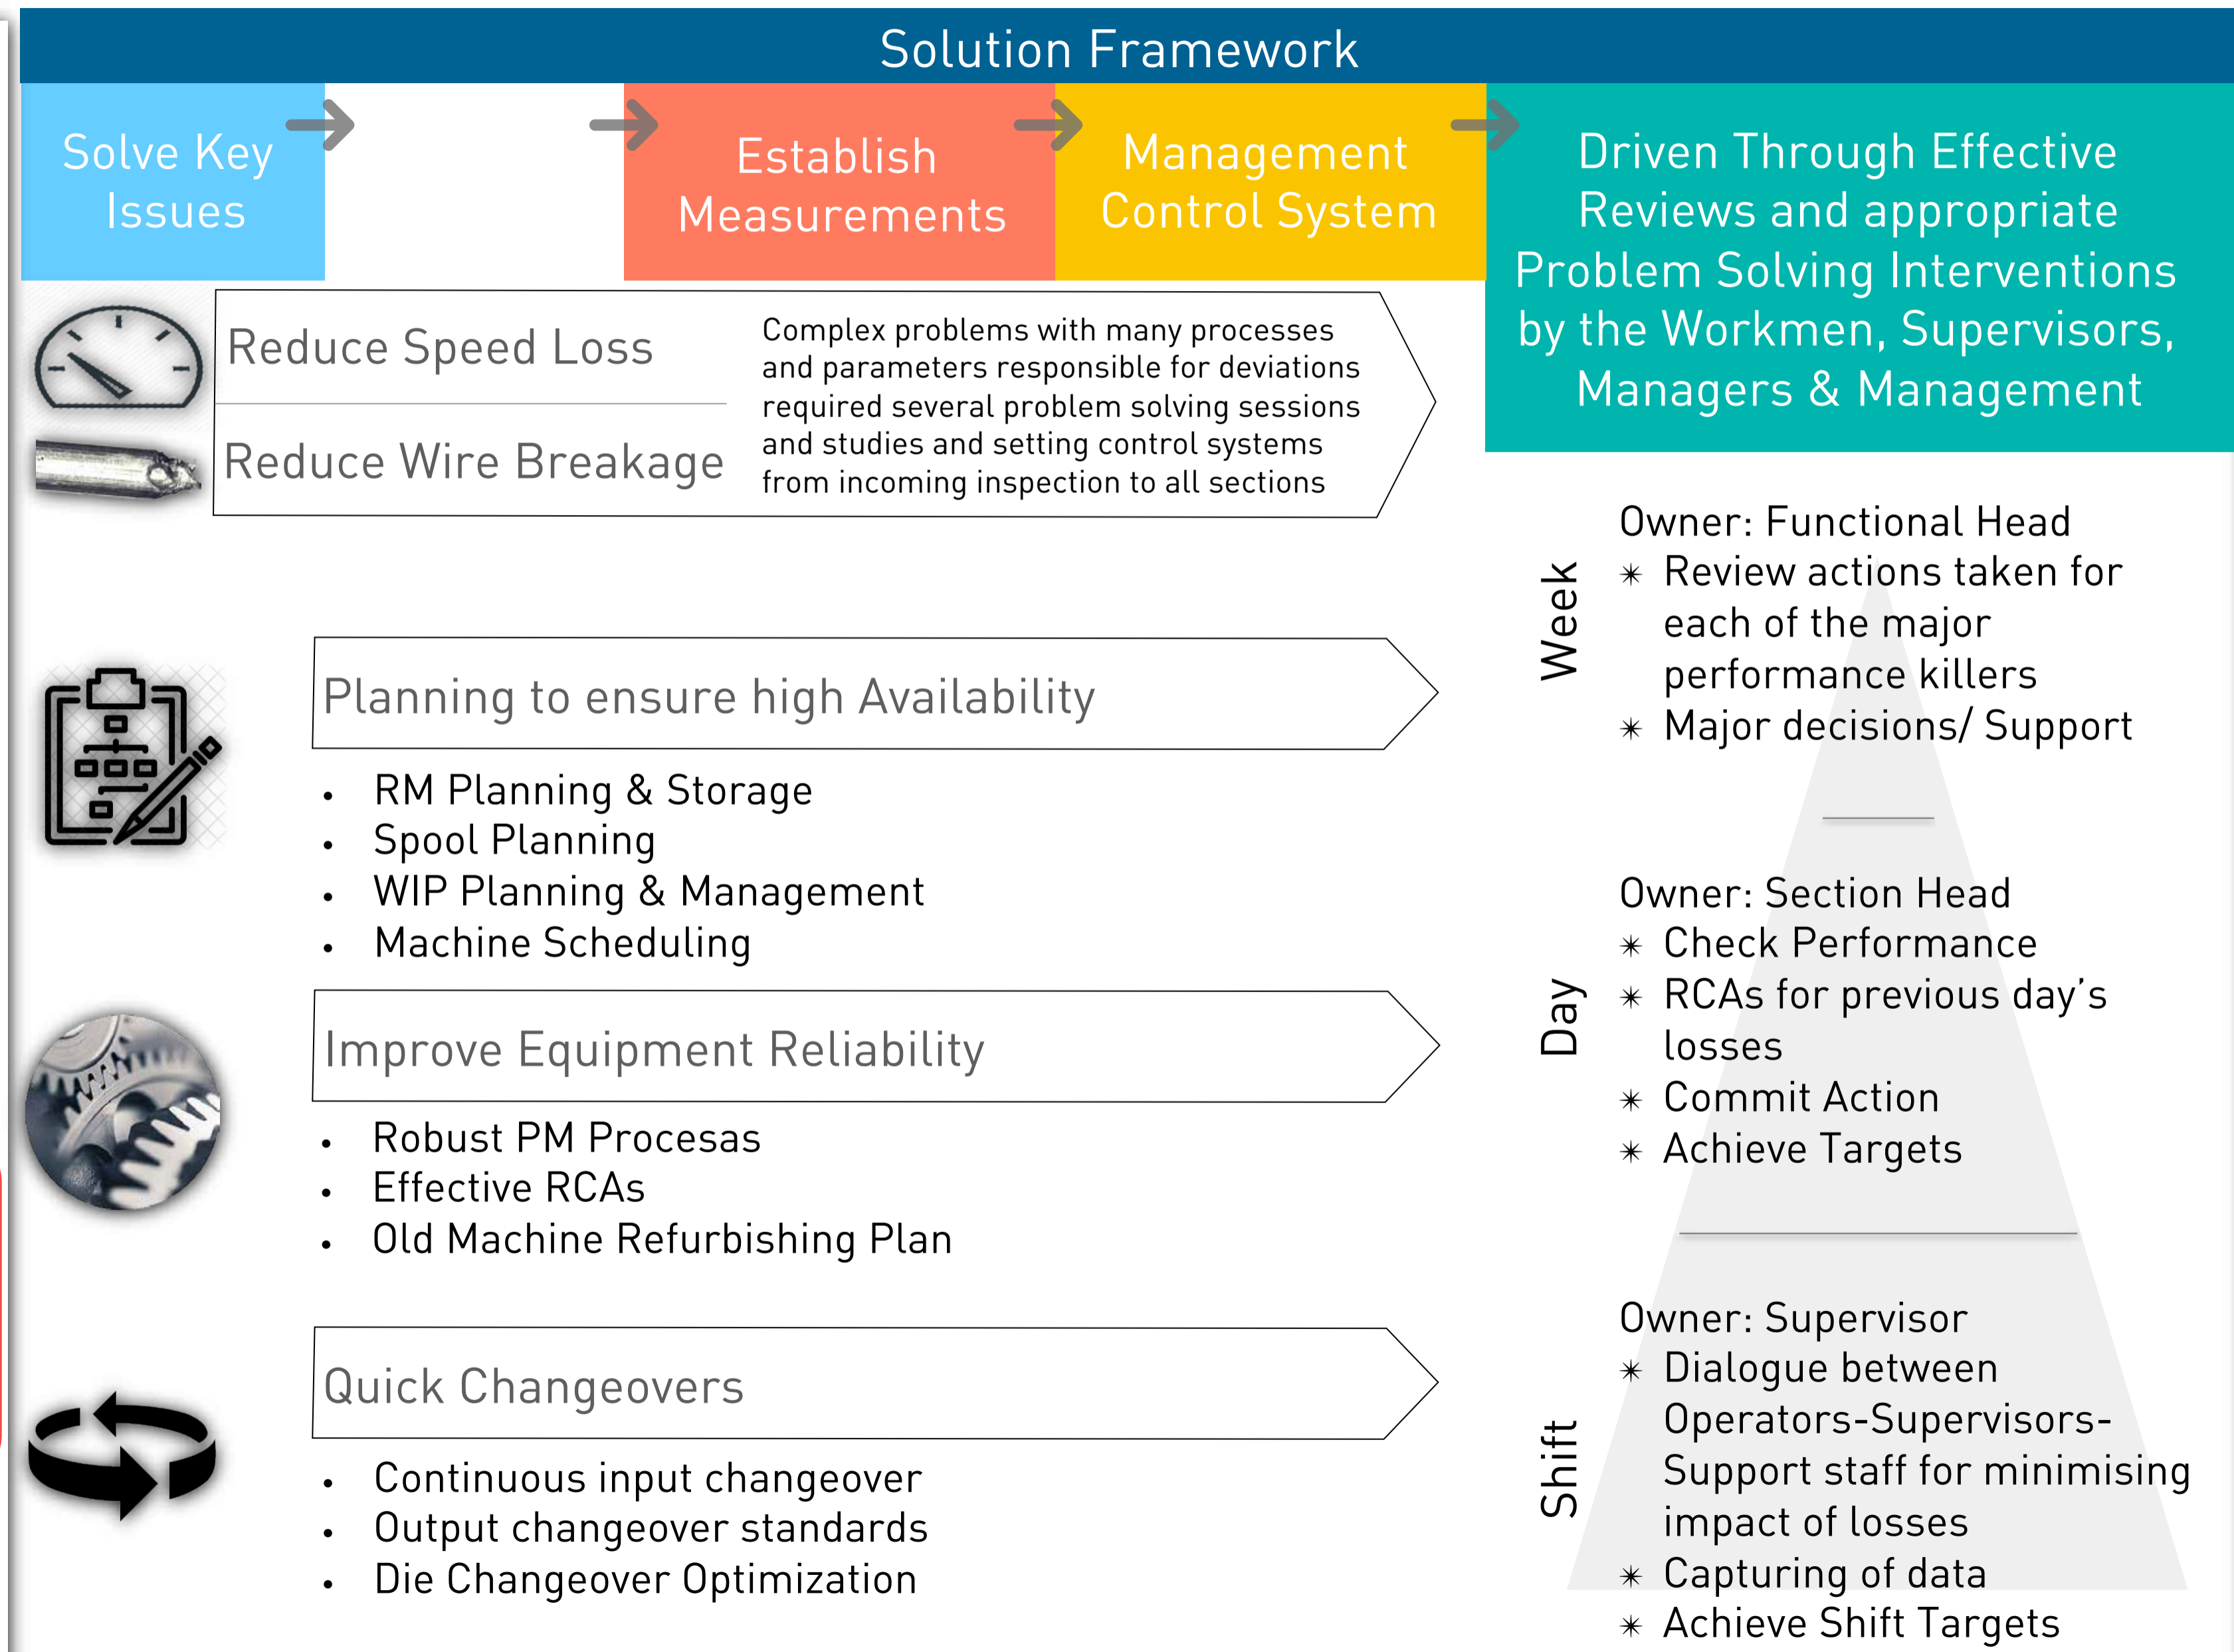 Solution Framework
Solve Key
Issues
Establish
Measurements
Management
Control System
Driven Through Effective
Reviews and appropriate
Problem Solving Interventions
by the Workmen, Supervisors,
Managers & Management
Reduce Speed Loss
Reduce Wire Breakage
Complex problems with many processes
and parameters responsible for deviations
required several problem solving sessions
and studies and setting control systems
from incoming inspection to all sections
Planning to ensure high Availability
• RM Planning & Storage
• Spool Planning
• WIP Planning & Management
• Machine Scheduling
Improve Equipment Reliability
• Robust PM Procesas
• Effective RCAs
• Old Machine Refurbishing Plan
Quick Changeovers
• Continuous input changeover
• Output changeover standards
• Die Changeover Optimization
Week
Owner: Functional Head
✴ Review actions taken for
each of the major
performance killers
✴ Major decisions/ Support
Day
Owner: Section Head
✴ Check Performance
✴ RCAs for previous day’s
losses
✴ Commit Action
✴ Achieve Targets
Shift
Owner: Supervisor
✴ Dialogue between
Operators-Supervisors-
Support staff for minimising
impact of losses
✴ Capturing of data
✴ Achieve Shift Targets